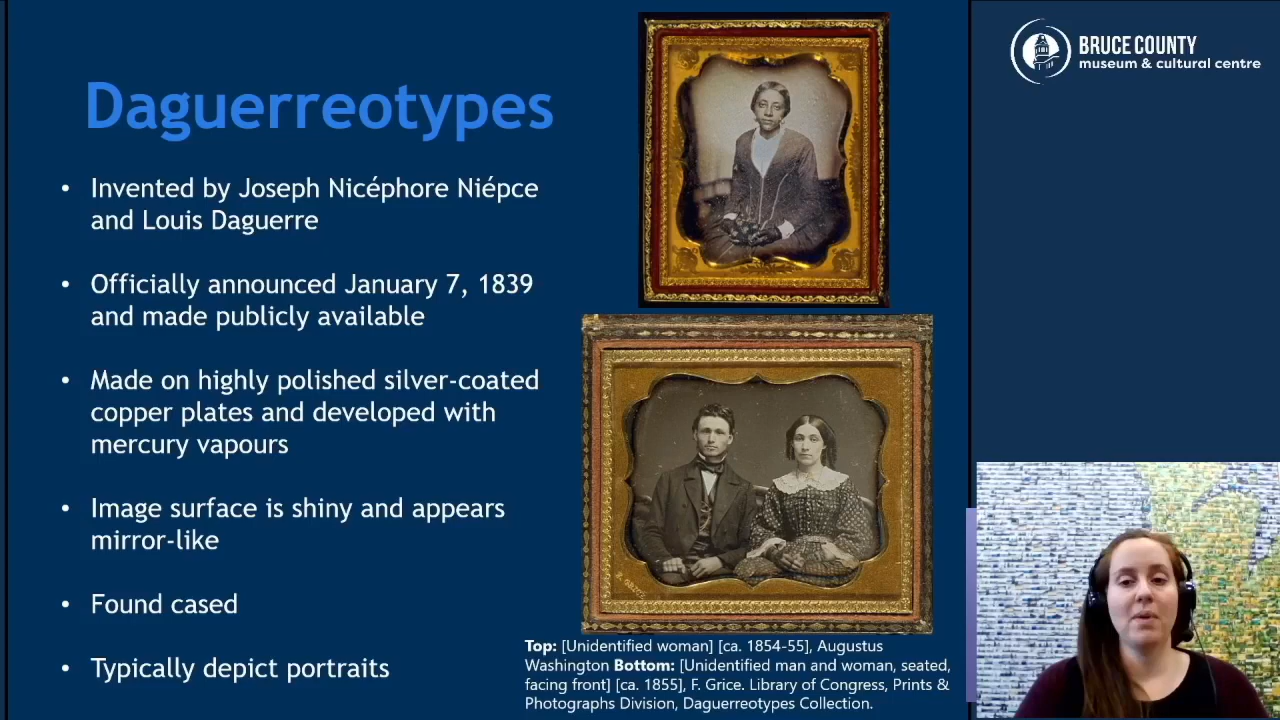 Daguerreotypes
• Invented by Joseph Nicéphore Niépce
and Louis Daguerre
• Officially announced January 7, 1839
and made publicly available
• Made on highly polished silver-coated
copper plates and developed with
mercury vapours
• Image surface is shiny and appears
mirror-like
• Found cased
• Typically depict portraits
Top: [Unidentified woman] [ca. 1854-55], Augustus
Washington Bottom: [Unidentified man and woman, seated,
facing front] [ca. 1855], F. Grice. Library of Congress, Prints &
Photographs Division, Daguerreotypes Collection.
BRUCE COUNTY
museum & cultural centre